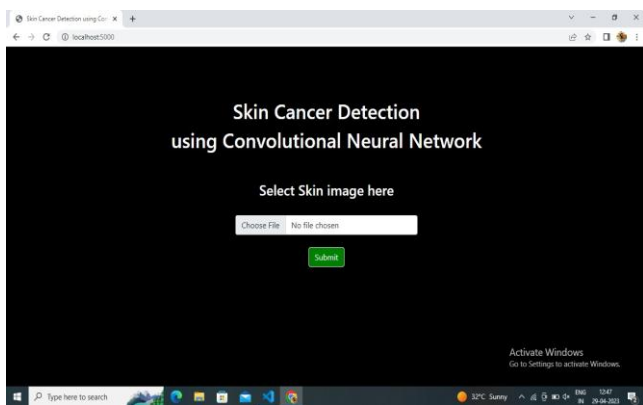 Skin Cancer Detection using Co
localhost:5000
Skin Cancer Detection
using Convolutional Neural Network
Select Skin image here
Choose File No file chosen
Submit
Activate Windows
Go to Settings to activate Windows.
Type here to search
32°C Sunny
ENG
IN
12:47
29-04-2023